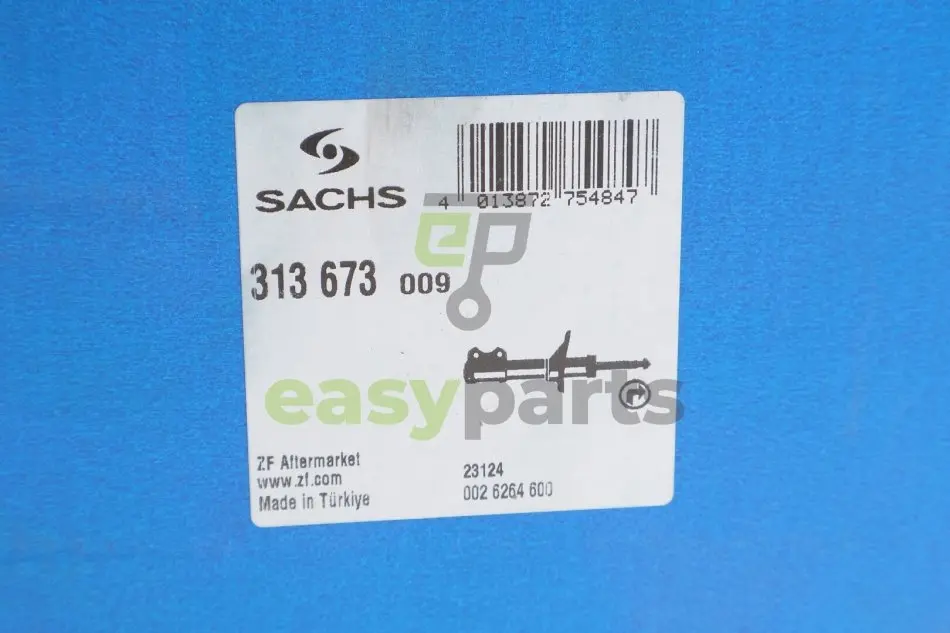 SACHS
4 013872 754847
ep
313 673 009
easyparts
ZF Aftermarket
www.zf.com
Made in Türkiye
23124
002 6264 600